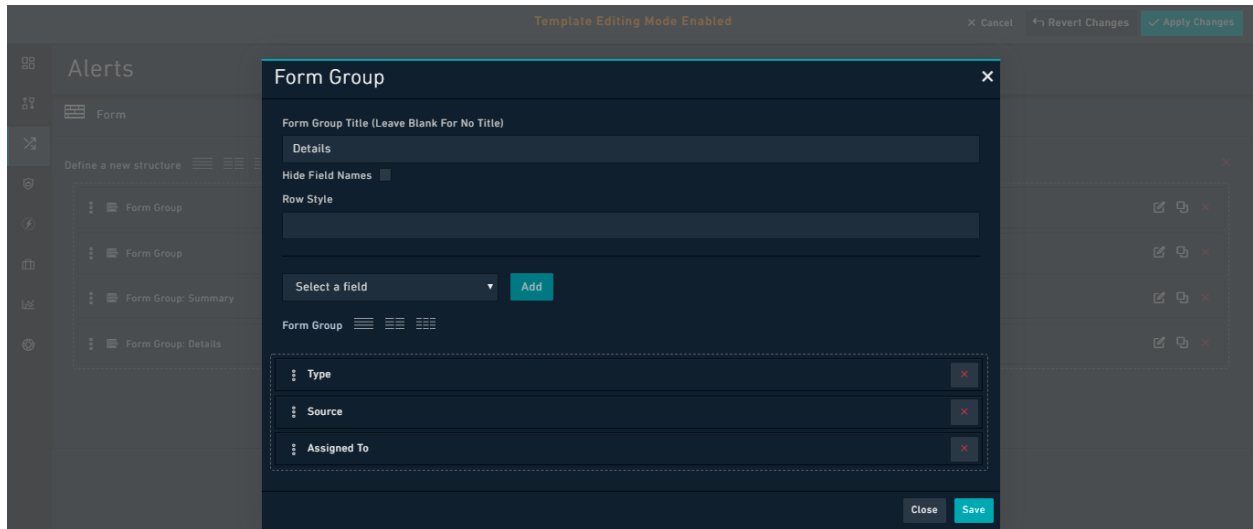 Template Editing Mode Enabled
× Cancel
Revert Changes
Apply Changes
Alerts
Form
Define a new structure
Form Group
Form Group
Form Group: Summary
Form Group: Details
Form Group
Form Group Title (Leave Blank For No Title)
Details
Hide Field Names
Row Style
Select a field
Add
Form Group
Type
Source
Assigned To
Close
Save